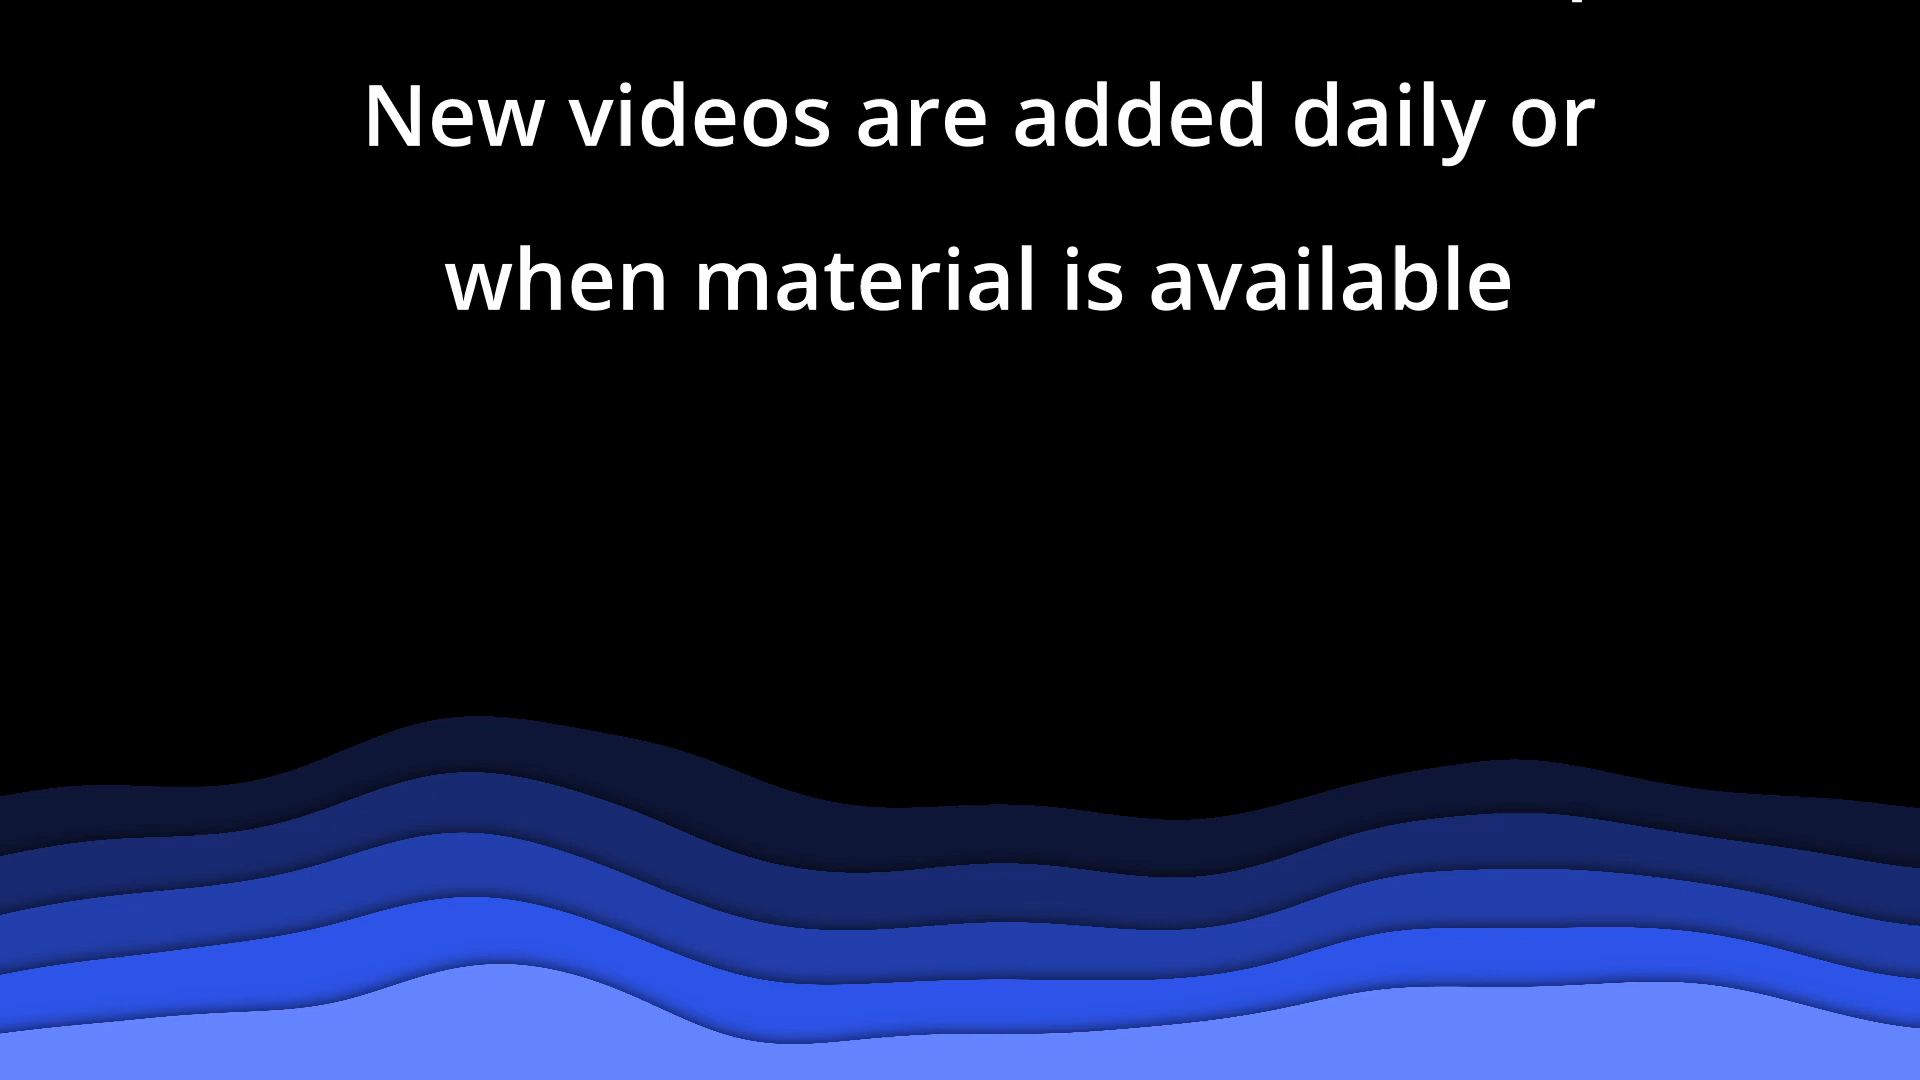 New videos are added daily or
when material is available